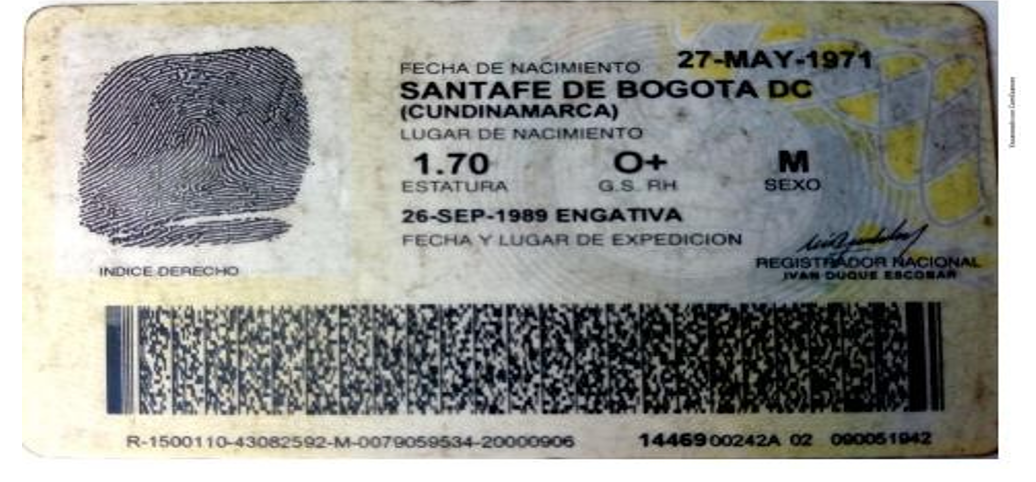 FECHA DE NACIMIENTO 27-MAY-1971
SANTAFE DE BOGOTA DC
(CUNDINAMARCA)
LUGAR DE NACIMIENTO
1.70 O+ M
ESTATURA G.S. RH SEXO
26-SEP-1989 ENGATIVA
FECHA Y LUGAR DE EXPEDICION
INDICE DERECHO
REGISTRADOR NACIONAL
IVAN DUQUE ESCOBAR
R-1500110-43082592-M-0079059534-20000906 1446900242A 02 090051942